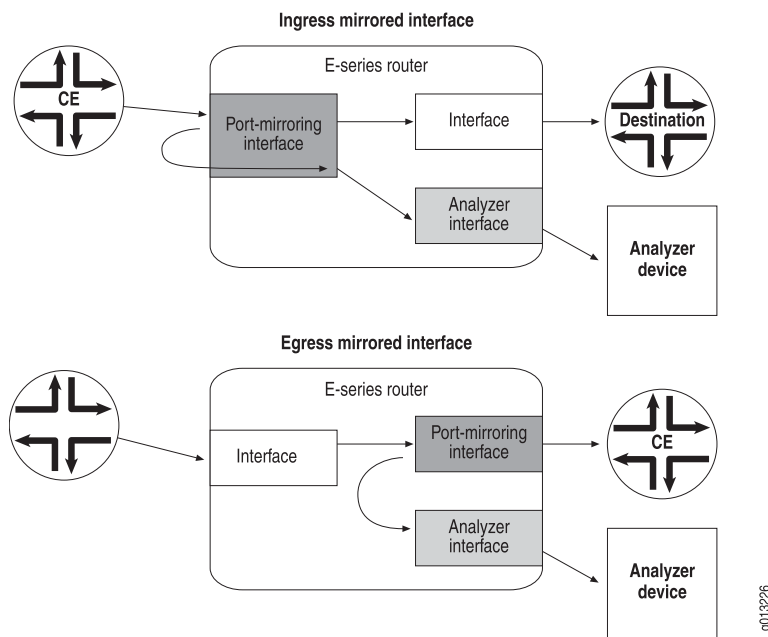 Ingress mirrored interface
E-series router
CE
Port-mirroring
interface
Interface
Destination
Analyzer
interface
Analyzer
device
Egress mirrored interface
E-series router
Interface
Port-mirroring
interface
CE
Analyzer
interface
Analyzer
device
g013226